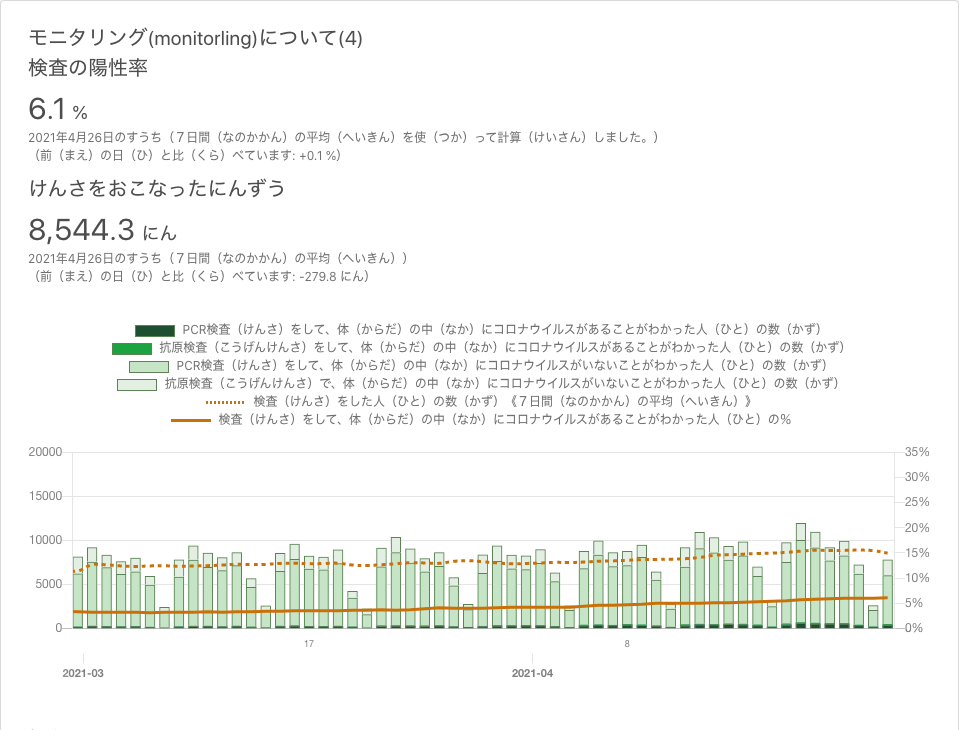 モニタリング(monitorling)について(4)
検査の陽性率
6.1 %
2021年4月26日のすうち（７日間（なのかかん）の平均（へいきん）を使（つか）って計算（けいさん）しました。）
（前（まえ）の日（ひ）と比（くら）べています: +0.1 %）
けんさをおこなったにんずう
8,544.3 にん
2021年4月26日のすうち（７日間（なのかかん）の平均（へいきん））
（前（まえ）の日（ひ）と比（くら）べています: -279.8 にん）
PCR検査（けんさ）をして、体（からだ）の中（なか）にコロナウイルスがあることがわかった人（ひと）の数（かず）
抗原検査（こうげんけんさ）をして、体（からだ）の中（なか）にコロナウイルスがあることがわかった人（ひと）の数（かず）
PCR検査（けんさ）をして、体（からだ）の中（なか）にコロナウイルスがいないことがわかった人（ひと）の数（かず）
抗原検査（こうげんけんさ）で、体（からだ）の中（なか）にコロナウイルスがいないことがわかった人（ひと）の数（かず）
検査（けんさ）をした人（ひと）の数（かず）《７日間（なのかかん）の平均（へいきん）》
検査（けんさ）をして、体（からだ）の中（なか）にコロナウイルスがあることがわかった人（ひと）の%
20000 35%
30%
15000 25%
20%
10000 15%
5000 10%
5%
0 0%
17 8
2021-03 2021-04